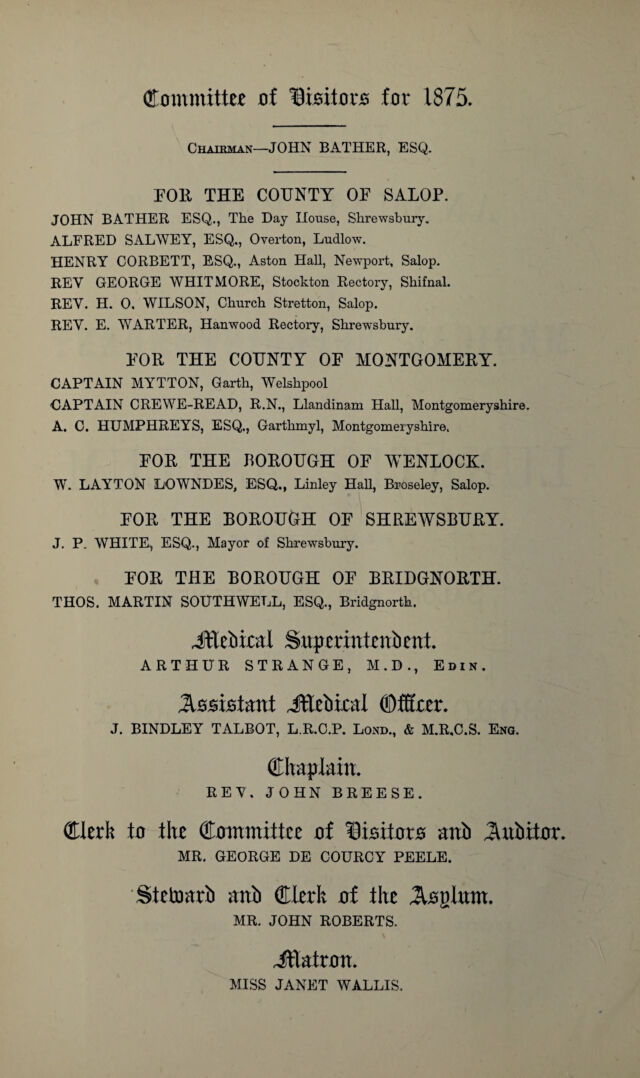 Committee of Visitors for 1875.
CHAIRMAN—JOHN BATHER, ESQ.
FOR THE COUNTY OF SALOP.
JOHN BATHER ESQ., The Day House, Shrewsbury.
ALFRED SALWEY, ESQ., Overton, Ludlow.
HENRY CORBETT, ESQ., Aston Hall, Newport, Salop.
REV GEORGE WHITMORE, Stockton Rectory, Shifnal.
REV. H. O. WILSON, Church Stretton, Salop.
REV. E. WARTER, Hanwood Rectory, Shrewsbury.
FOR THE COUNTY OF MONTGOMERY.
CAPTAIN MYTTON, Garth, Welshpool
CAPTAIN CREWE-READ, R.N., Llandinam Hall, Montgomeryshire.
A. C. HUMPHREYS, ESQ., Garthmyl, Montgomeryshire.
FOR THE BOROUGH OF WENLOCK.
W. LAYTON LOWNDES, ESQ., Linley Hall, Broseley, Salop.
FOR THE BOROUGH OF SHREWSBURY.
J. P. WHITE, ESQ., Mayor of Shrewsbury.
FOR THE BOROUGH OF BRIDGNORTH.
THOS. MARTIN SOUTHWELL, ESQ., Bridgnorth.
Medical Superintendent.
ARTHUR STRANGE, M.D., EDIN.
Assistant Medical Officer.
J. BINDLEY TALBOT, L.R.C.P. LOND., & M.R.C.S. ENG.
Chaplain.
REV. JOHN BREESE.
Clerk to the Committee of Visitors and Auditor.
MR. GEORGE DE COURCY PEELE.
Steward and Clerk of the Asylum.
MR. JOHN ROBERTS.
Matron.
MISS JANET WALLIS.